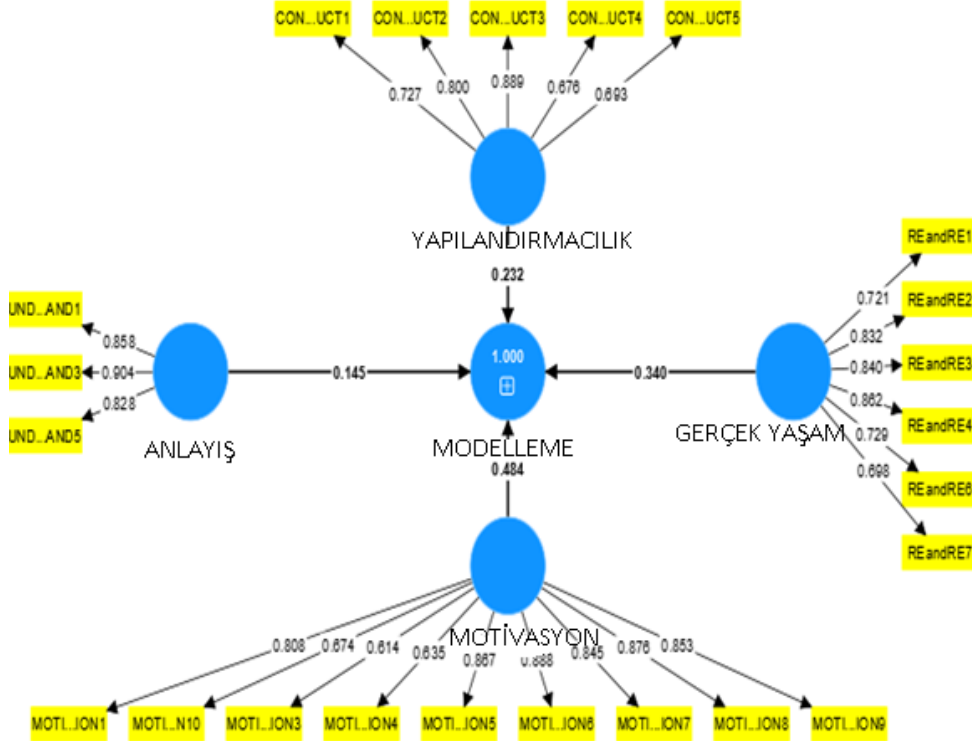 CON...UCT1 CON...UCT2 CON...UCT3 CON...UCT4 CON...UCT5
0.727 0.800 0.889 0.676 0.693
YAPILANDIRMACILIK
0.232
REandRE1
REandRE2
REandRE3
REandRE4
REandRE6
REandRE7
0.721
0.832
0.840
0.862
0.729
0.698
GERÇEK YAŞAM
0.340
UND...AND1
UND...AND3
UND...AND5
0.858
0.904
0.828
ANLAYIŞ
0.145
1.000
MODELLEME
0.484
MOTİVASYON
0.808 0.674 0.614 0.635 0.867 0.888 0.845 0.876 0.853
MOTI...ION1 MOTI...N10 MOTI...ION3 MOTI...ION4 MOTI...ION5 MOTI...ION6 MOTI...ION7 MOTI...ION8 MOTI...ION9